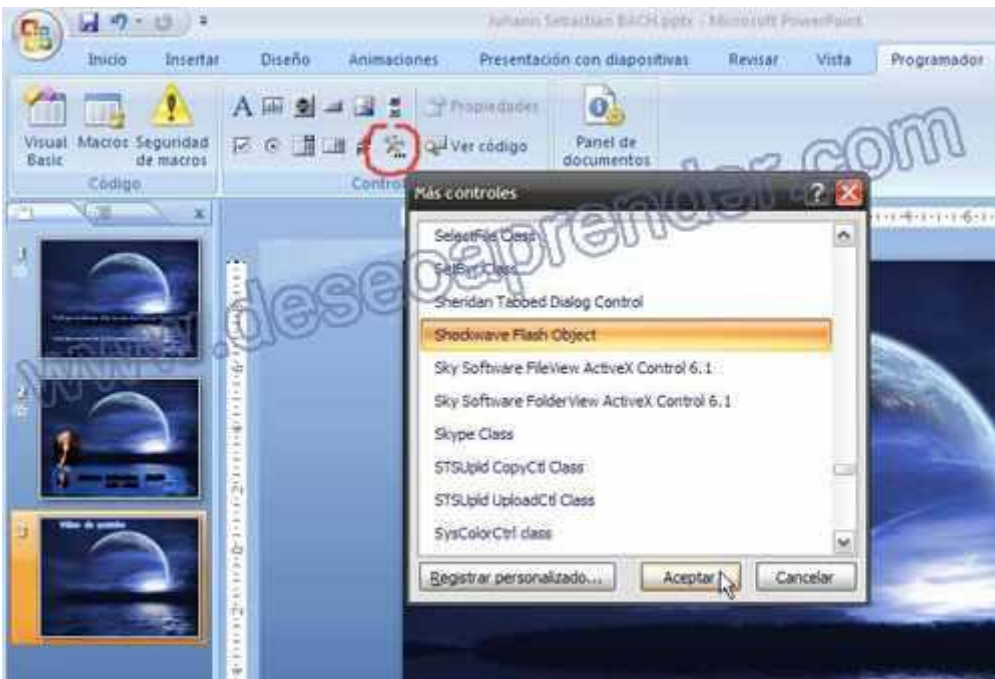 Johann Sebastian BACH.pptx - Microsoft PowerPoint
Inicio Insertar Diseño Animaciones Presentación con diapositivas Revisar Vista Programador
Propiedades
Visual Basic
Macros
Seguridad de macros
Ver código
Panel de documentos
Código
Más controles
SelectFile Class
Sheridan Tabbed Dialog Control
Shockwave Flash Object
Sky Software FileView ActiveX Control 6.1
Sky Software FolderView ActiveX Control 6.1
Skype Class
STSUpld CopyCtl Class
STSUpld UploadCtl Class
SysColorCtrl class
Registrar personalizado... Aceptar Cancelar
www.deseoaprender.com
1
2
3